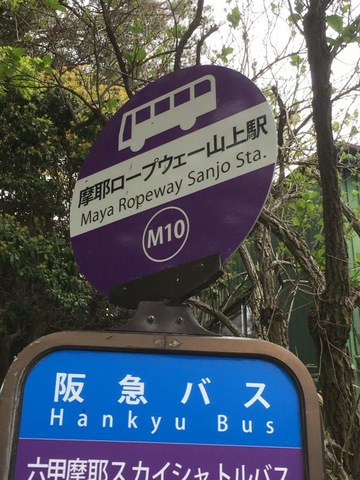 摩耶ロープウェー山上駅
Maya Ropeway Sanjo Sta.
M10
阪急バス
Hankyu Bus
六甲摩耶スカイシャトルバス